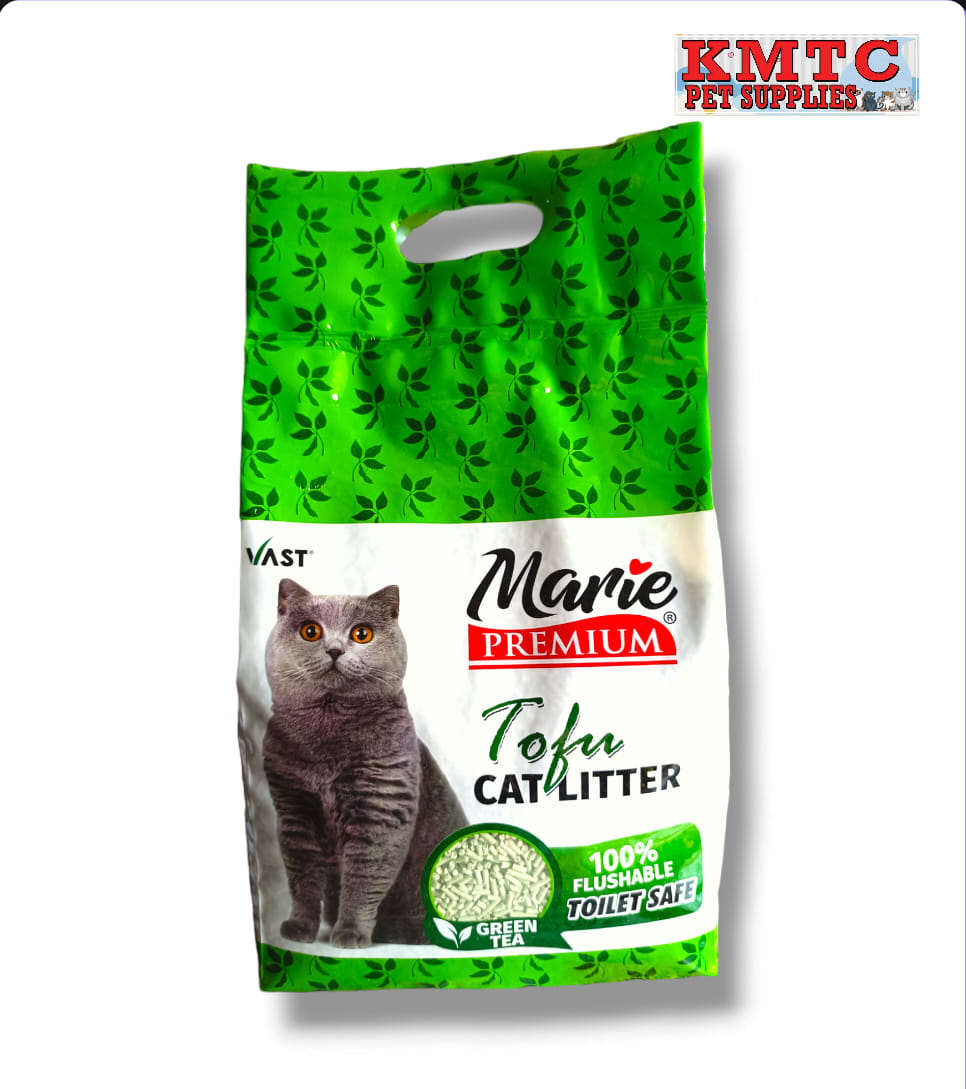 KMTC
PET SUPPLIES
VAST®
Marie
®
PREMIUM
Tofu
CAT LITTER
100%
FLUSHABLE
TOILET SAFE
GREEN
TEA